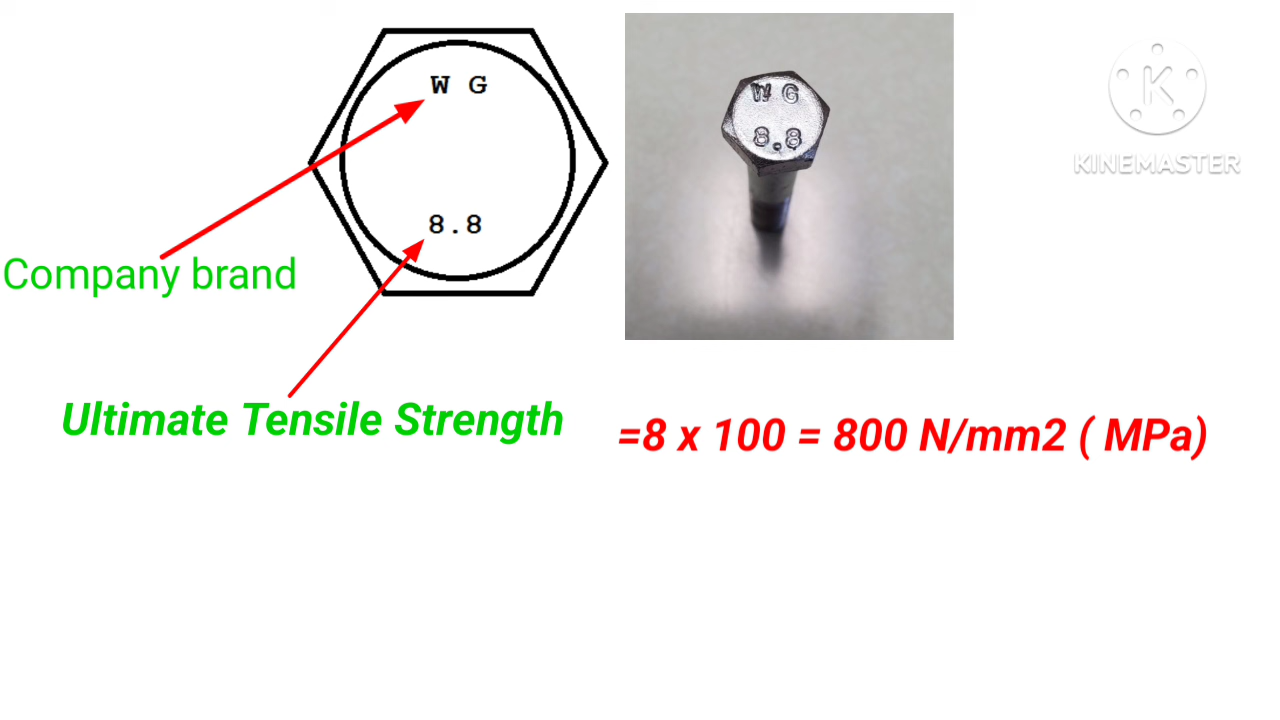 W G
8.8
W G
8.8
KINEMASTER
Company brand
Ultimate Tensile Strength
=8 x 100 = 800 N/mm2 ( MPa)